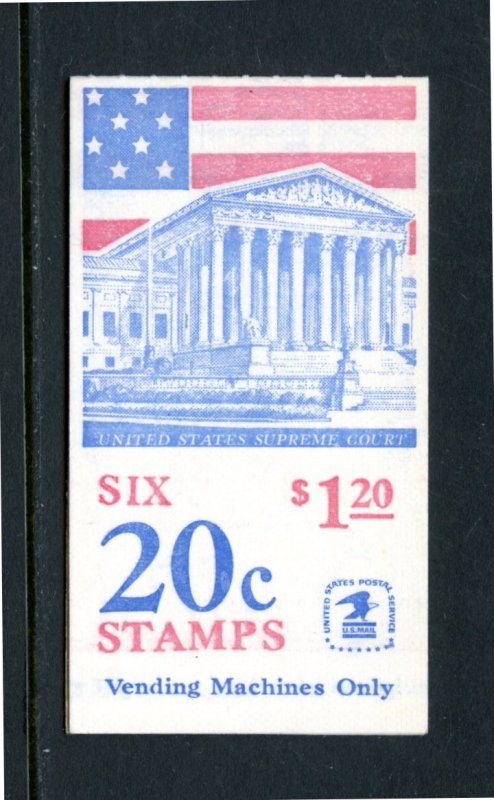 UNITED STATES SUPREME COURT
SIX $1.20
20c
STAMPS
UNITED STATES POSTAL SERVICE
U.S.MAIL
Vending Machines Only